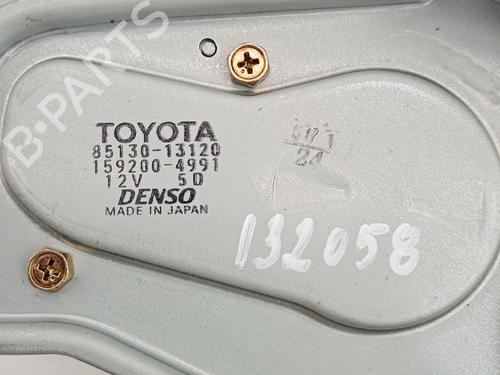 B-PARTS
TOYOTA
85130-13120
159200-4991
12V 5D
DENSO
MADE IN JAPAN
24
132058